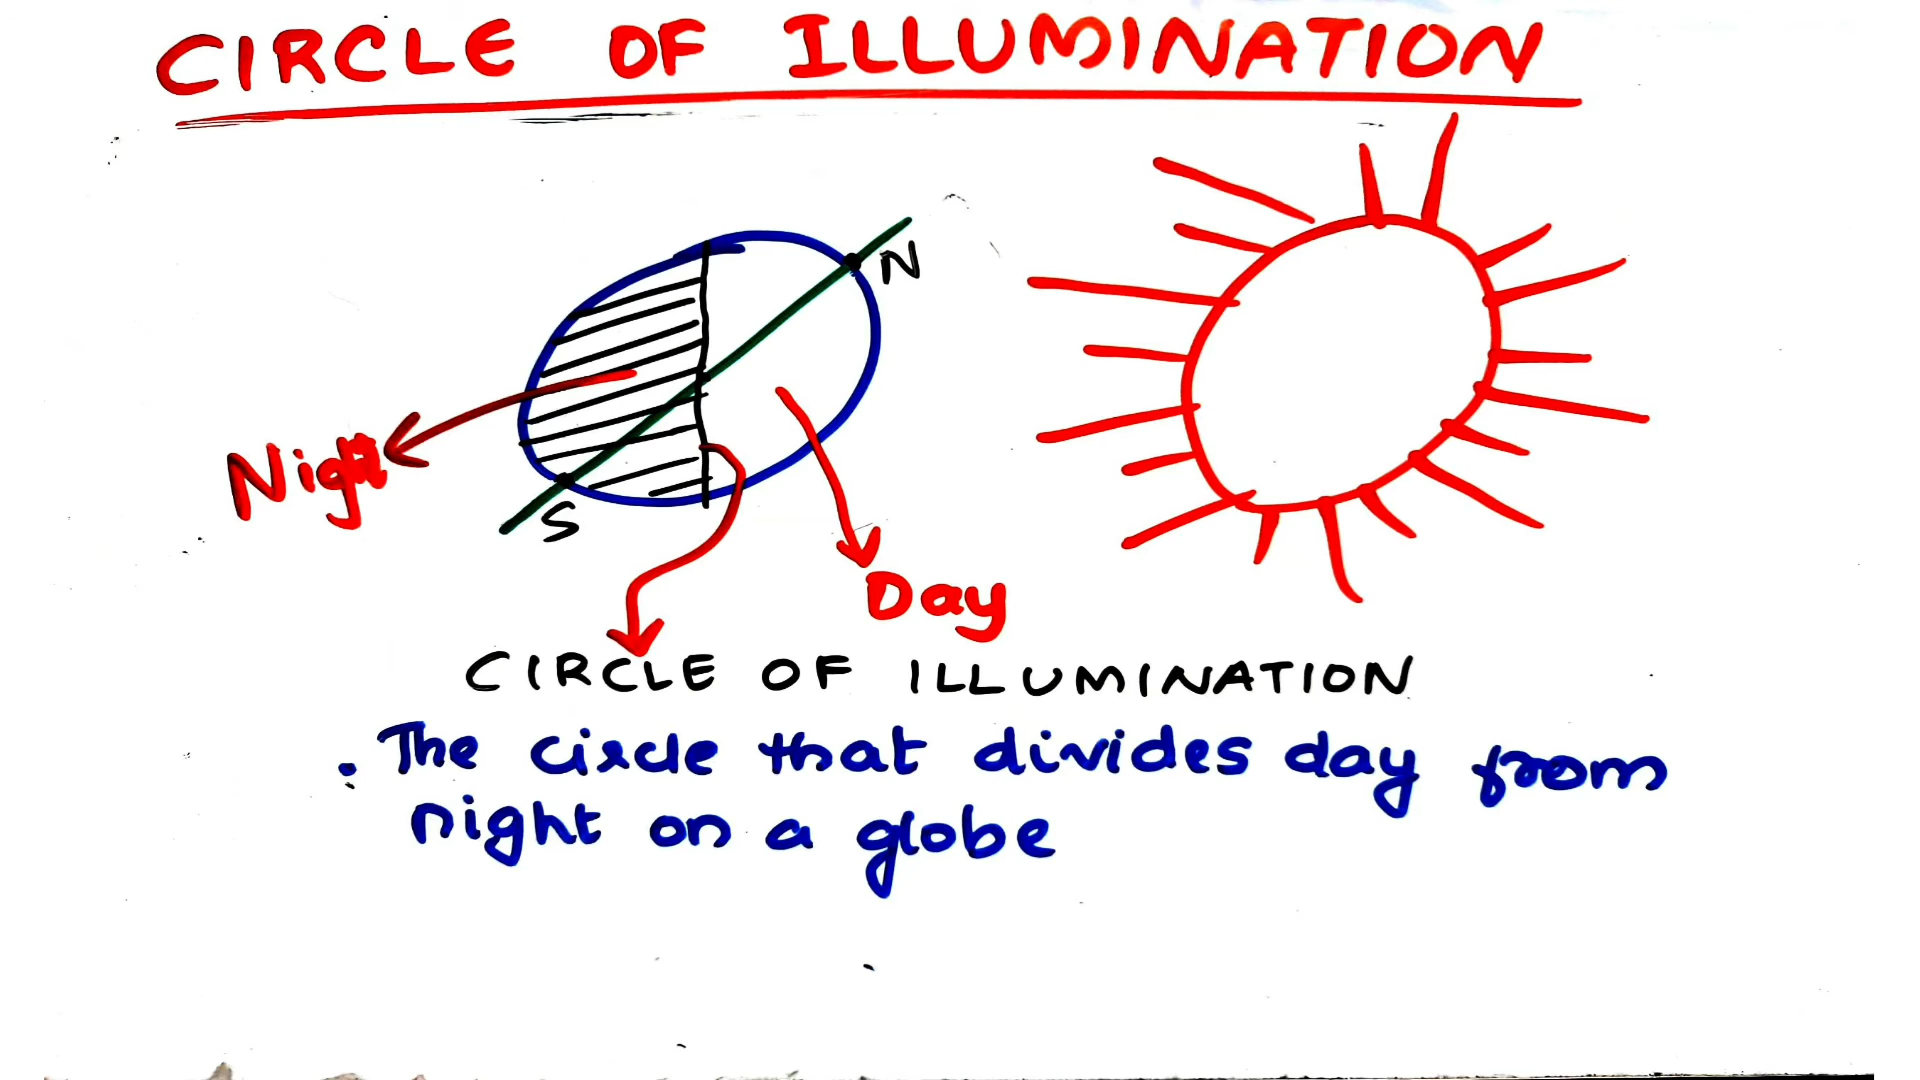 CIRCLE OF ILLUMINATION
N
Night
S
Day
CIRCLE OF ILLUMINATION
. The circle that divides day from
night on a globe